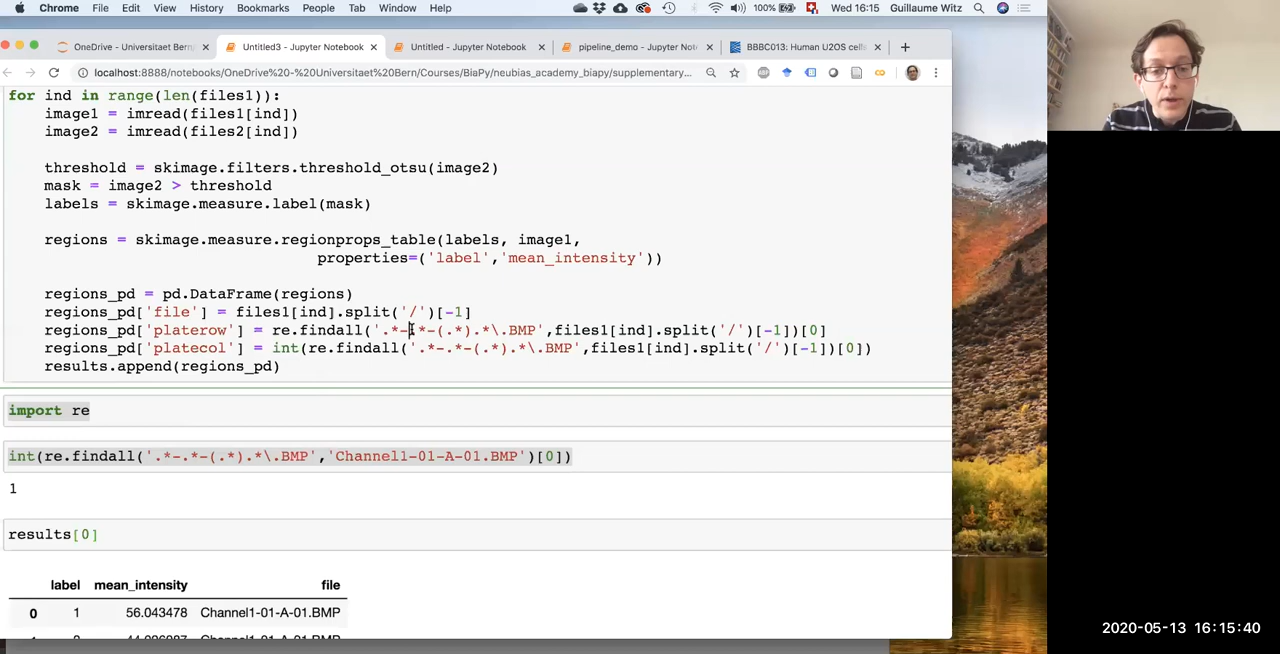 Chrome File Edit View History Bookmarks People Tab Window Help 100% Wed 16:15 Guillaume Witz
OneDrive - Universitaet Bern Untitled3 - Jupyter Notebook Untitled - Jupyter Notebook pipeline_demo - Jupyter Not BBBC013: Human U2OS cells
localhost:8888/notebooks/OneDrive%20-%20Universitaet%20Bern/Courses/BiaPy/neubias_academy_biapy/supplementary...
for ind in range(len(files1)):
image1 = imread(files1[ind])
image2 = imread(files2[ind])
threshold = skimage.filters.threshold_otsu(image2)
mask = image2 > threshold
labels = skimage.measure.label(mask)
regions = skimage.measure.regionprops_table(labels, image1,
properties=('label','mean_intensity'))
regions_pd = pd.DataFrame(regions)
regions_pd['file'] = files1[ind].split('/')[-1]
regions_pd['platerow'] = re.findall('.*-.*-(.*).*\.BMP',files1[ind].split('/')[-1])[0]
regions_pd['platecol'] = int(re.findall('.*-.*-(.*).*\.BMP',files1[ind].split('/')[-1])[0])
results.append(regions_pd)
import re
int(re.findall('.*-.*-(.*).*\.BMP','Channel1-01-A-01.BMP')[0])
1
results[0]
label mean_intensity file
0 1 56.043478 Channel1-01-A-01.BMP
2020-05-13 16:15:40